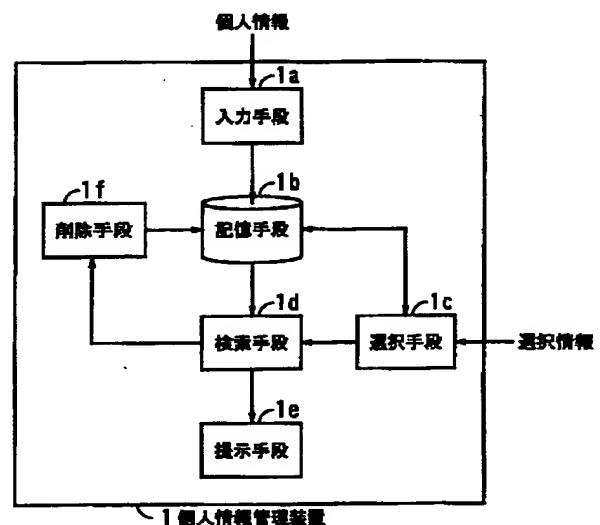 個人情報
1a
入力手段
1b
記憶手段
1f
削除手段
1d
検索手段
1c
選択手段
選択情報
1e
提示手段
1 個人情報管理装置